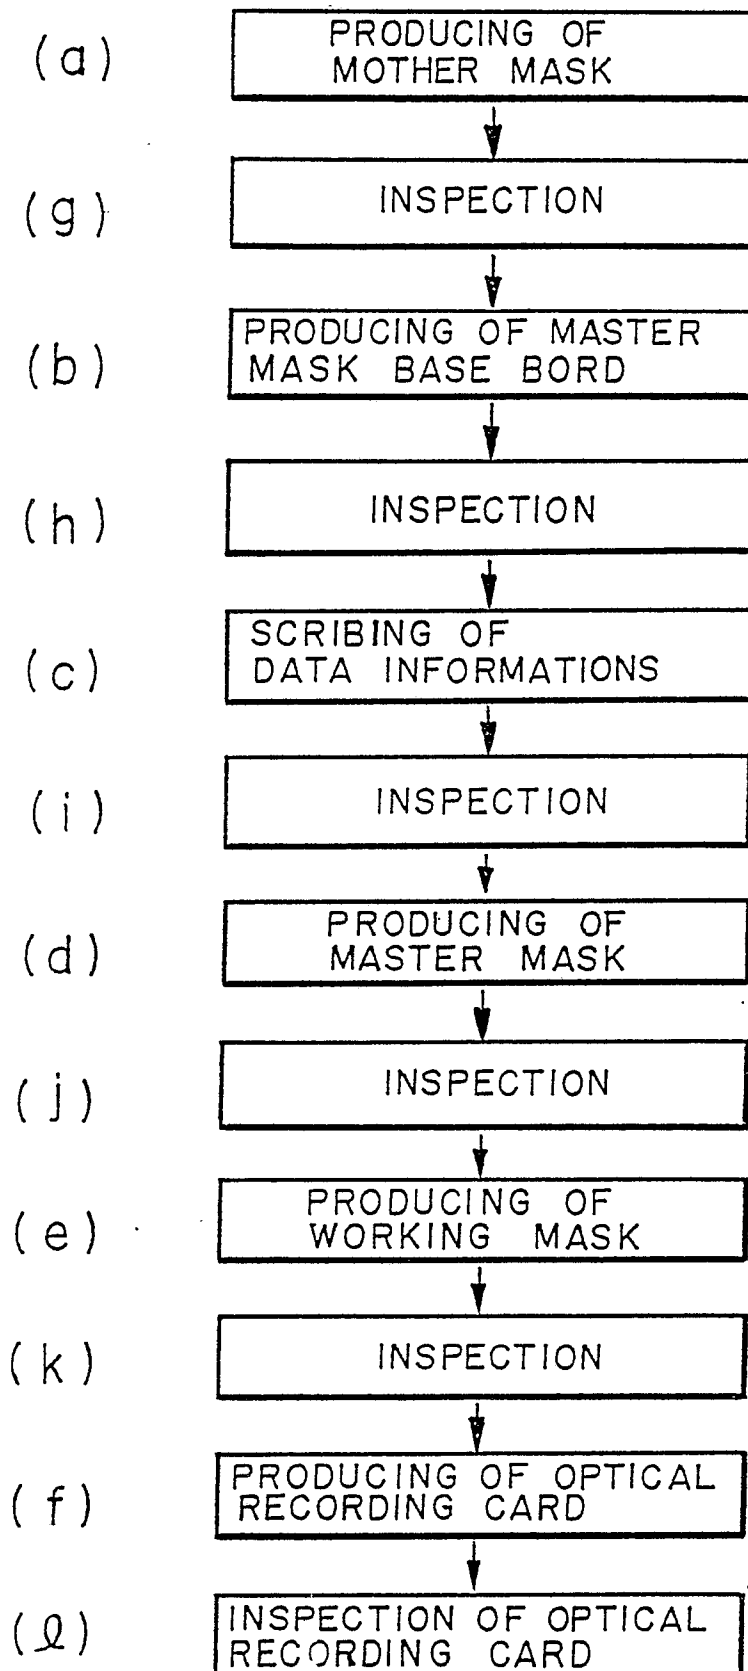 (a)
PRODUCING OF
MOTHER MASK
(g)
INSPECTION
(b)
PRODUCING OF MASTER
MASK BASE BORD
(h)
INSPECTION
(c)
SCRIBING OF
DATA INFORMATIONS
(i)
INSPECTION
(d)
PRODUCING OF
MASTER MASK
(j)
INSPECTION
(e)
PRODUCING OF
WORKING MASK
(k)
INSPECTION
(f)
PRODUCING OF OPTICAL
RECORDING CARD
(l)
INSPECTION OF OPTICAL
RECORDING CARD